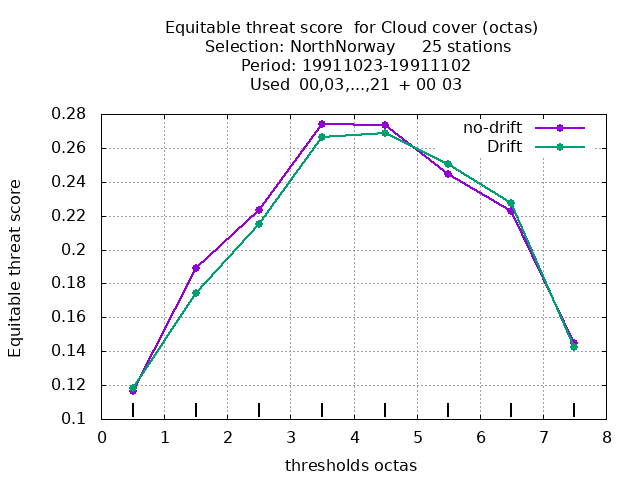 Equitable threat score  for Cloud cover (octas)
Selection: NorthNorway     25 stations
Period: 19911023-19911102
Used  00,03,...,21  + 00 03
no-drift
Drift
Equitable threat score
0.28
0.26
0.24
0.22
0.2
0.18
0.16
0.14
0.12
0.1
0 1 2 3 4 5 6 7 8
thresholds octas